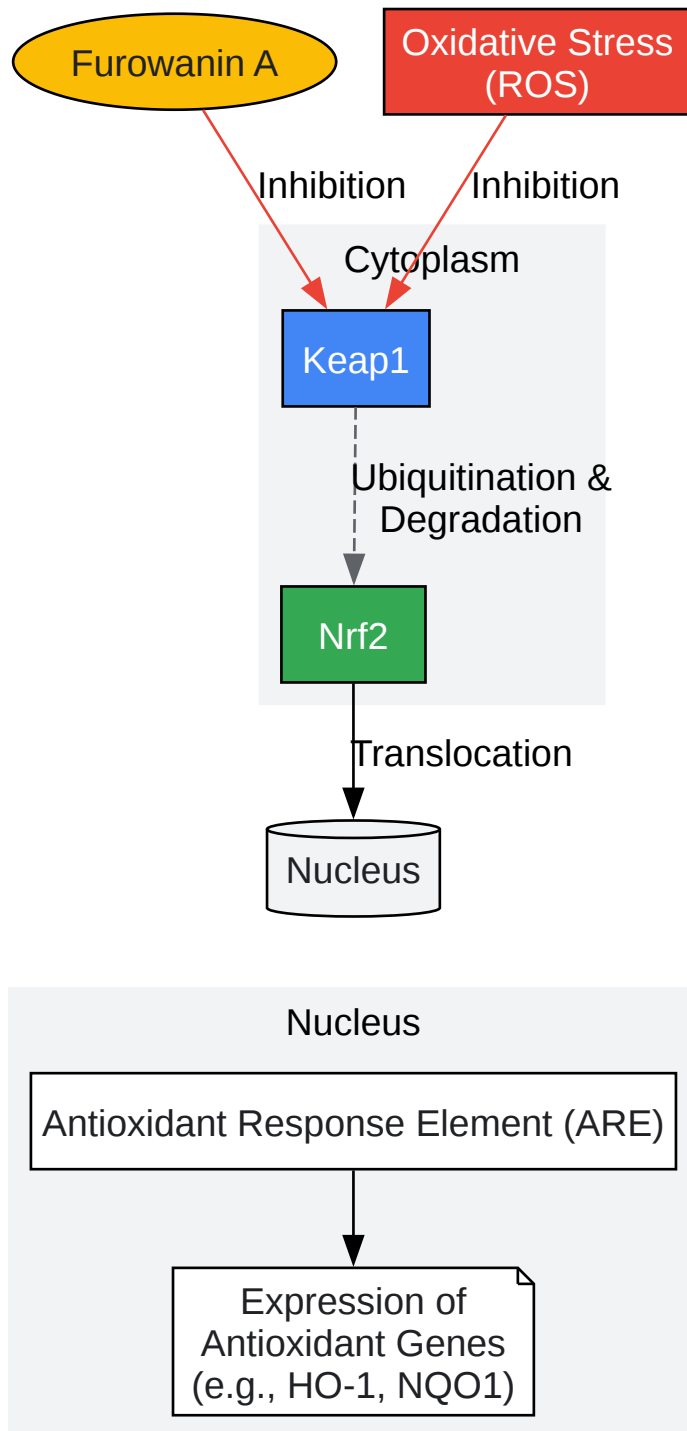 Furowanin A
Oxidative Stress
(ROS)
Inhibition
Inhibition
Cytoplasm
Keap1
Ubiquitination &
Degradation
Nrf2
Translocation
Nucleus
Nucleus
Antioxidant Response Element (ARE)
Expression of
Antioxidant Genes
(e.g., HO-1, NQO1)